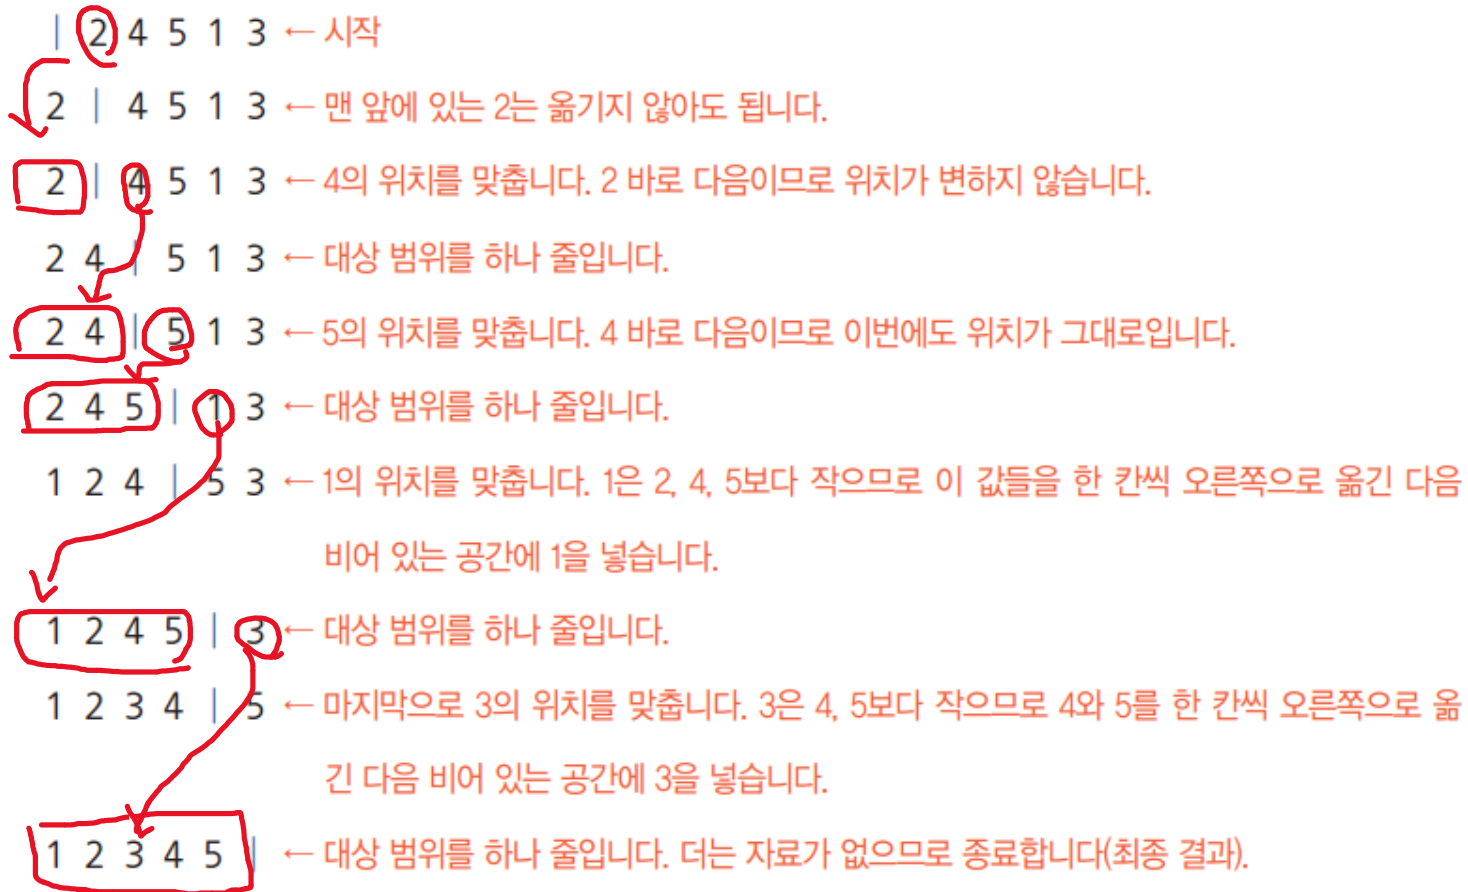 | 2 4 5 1 3 ← 시작
2 | 4 5 1 3 ← 맨 앞에 있는 2는 옮기지 않아도 됩니다.
2 | 4 5 1 3 ← 4의 위치를 맞춥니다. 2 바로 다음이므로 위치가 변하지 않습니다.
2 4 | 5 1 3 ← 대상 범위를 하나 줄입니다.
2 4 | 5 1 3 ← 5의 위치를 맞춥니다. 4 바로 다음이므로 이번에도 위치가 그대로입니다.
2 4 5 | 1 3 ← 대상 범위를 하나 줄입니다.
1 2 4 | 5 3 ← 1의 위치를 맞춥니다. 1은 2, 4, 5보다 작으므로 이 값들을 한 칸씩 오른쪽으로 옮긴 다음
비어 있는 공간에 1을 넣습니다.
1 2 4 5 | 3 ← 대상 범위를 하나 줄입니다.
1 2 3 4 | 5 ← 마지막으로 3의 위치를 맞춥니다. 3은 4, 5보다 작으므로 4와 5를 한 칸씩 오른쪽으로 옮
긴 다음 비어 있는 공간에 3을 넣습니다.
1 2 3 4 5 | ← 대상 범위를 하나 줄입니다. 더는 자료가 없으므로 종료합니다(최종 결과).